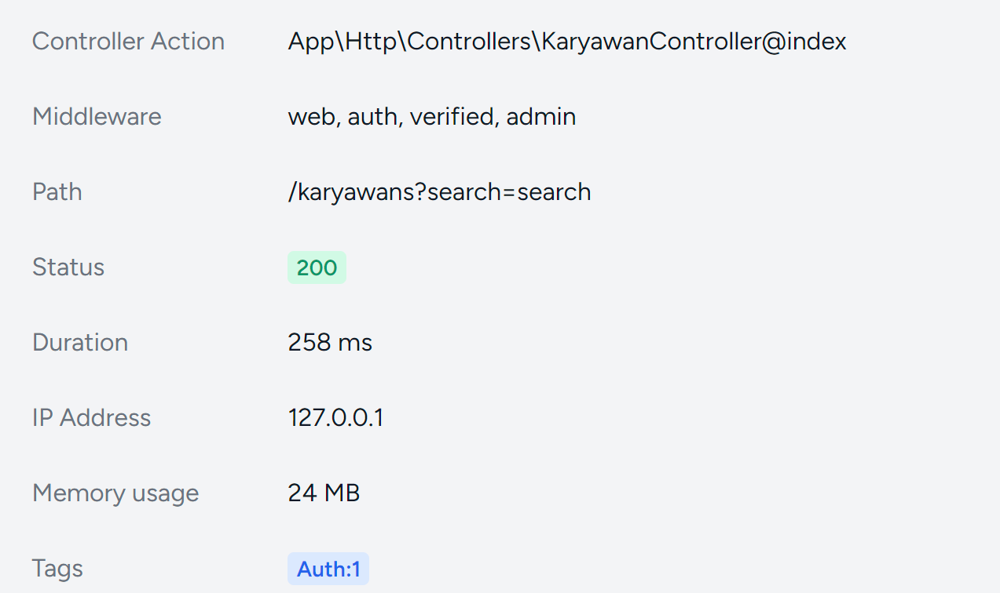 Controller Action App\Http\Controllers\KaryawanController@index
Middleware web, auth, verified, admin
Path /karyawans?search=search
Status 200
Duration 258 ms
IP Address 127.0.0.1
Memory usage 24 MB
Tags Auth:1